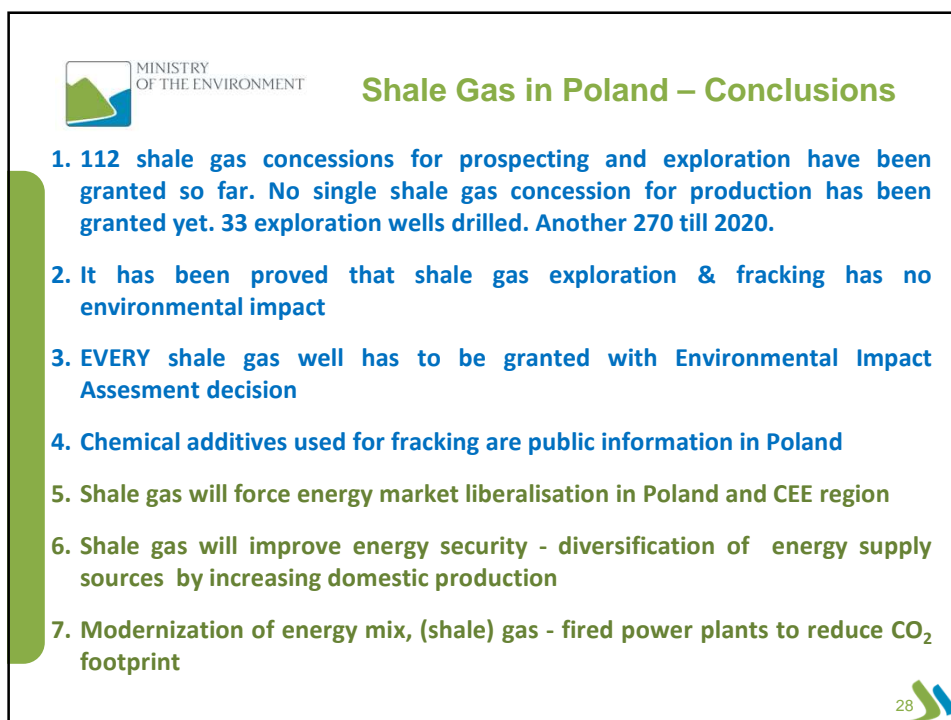 MINISTRY
OF THE ENVIRONMENT
Shale Gas in Poland – Conclusions
1. 112 shale gas concessions for prospecting and exploration have been
granted so far. No single shale gas concession for production has been
granted yet. 33 exploration wells drilled. Another 270 till 2020.
2. It has been proved that shale gas exploration & fracking has no
environmental impact
3. EVERY shale gas well has to be granted with Environmental Impact
Assesment decision
4. Chemical additives used for fracking are public information in Poland
5. Shale gas will force energy market liberalisation in Poland and CEE region
6. Shale gas will improve energy security - diversification of energy supply
sources by increasing domestic production
7. Modernization of energy mix, (shale) gas - fired power plants to reduce CO₂
footprint
28